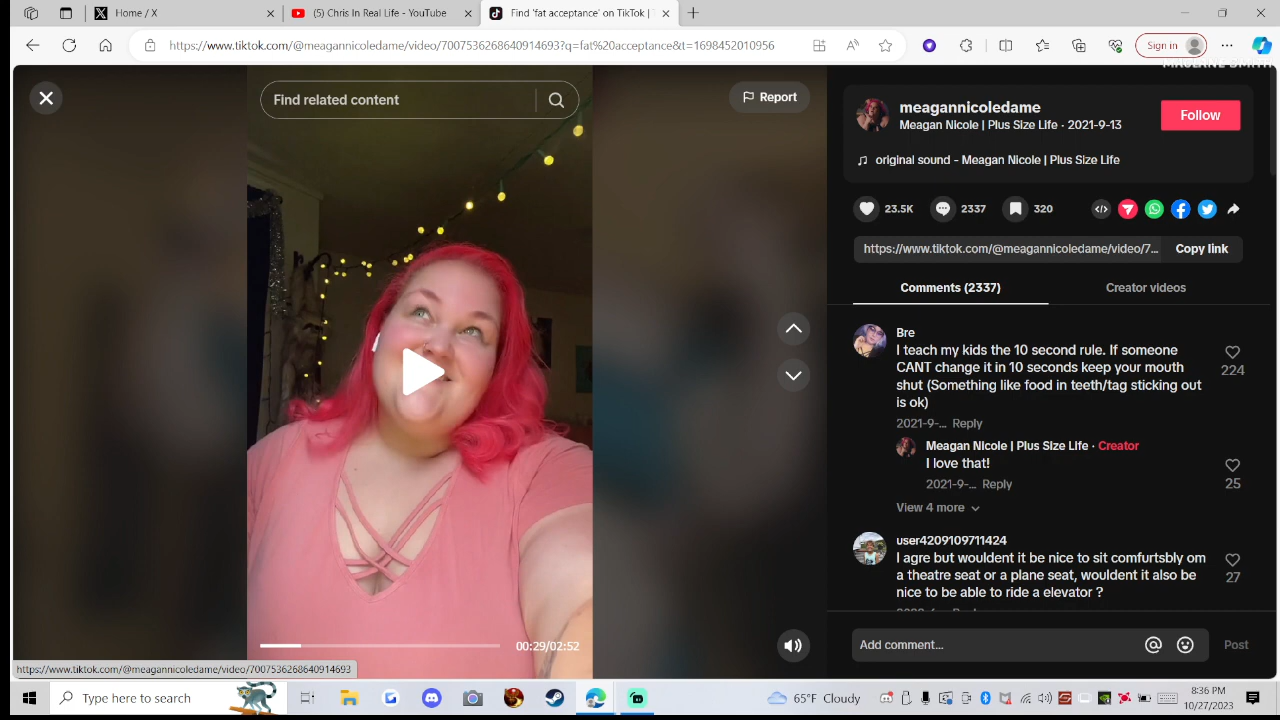 Home / X
(5) Chris In Real Life - YouTube
Find 'fat acceptance' on TikTok |
https://www.tiktok.com/@meagannicoledame/video/7007536268640914693?q=fat%20acceptance&t=1698452010956
Sign in
Find related content
Report
meagannicoledame
Meagan Nicole | Plus Size Life · 2021-9-13
Follow
original sound - Meagan Nicole | Plus Size Life
23.5K
2337
320
https://www.tiktok.com/@meagannicoledame/video/7...
Copy link
Comments (2337)
Creator videos
Bre
I teach my kids the 10 second rule. If someone
CANT change it in 10 seconds keep your mouth
shut (Something like food in teeth/tag sticking out
is ok)
224
2021-9-... Reply
Meagan Nicole | Plus Size Life · Creator
I love that!
25
2021-9-... Reply
View 4 more
user4209109711424
I agre but wouldent it be nice to sit comfurtsbly om
a theatre seat or a plane seat, wouldent it also be
nice to be able to ride a elevator ?
27
00:29/02:52
Add comment...
Post
https://www.tiktok.com/@meagannicoledame/video/7007536268640914693
Type here to search
65°F Cloudy
8:36 PM
10/27/2023